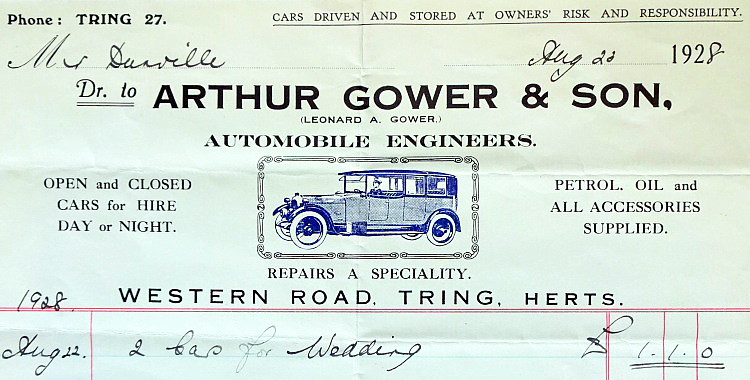 Phone: TRING 27.
CARS DRIVEN AND STORED AT OWNERS' RISK AND RESPONSIBILITY.
Mr Dunville
Aug 23 1928
Dr. to ARTHUR GOWER & SON,
(LEONARD A. GOWER.)
AUTOMOBILE ENGINEERS.
OPEN and CLOSED
CARS for HIRE
DAY or NIGHT.
PETROL. OIL and
ALL ACCESSORIES
SUPPLIED.
REPAIRS A SPECIALITY.
WESTERN ROAD, TRING, HERTS.
1928.
Aug 22. 2 Cars for Wedding £ 1. 1. 0